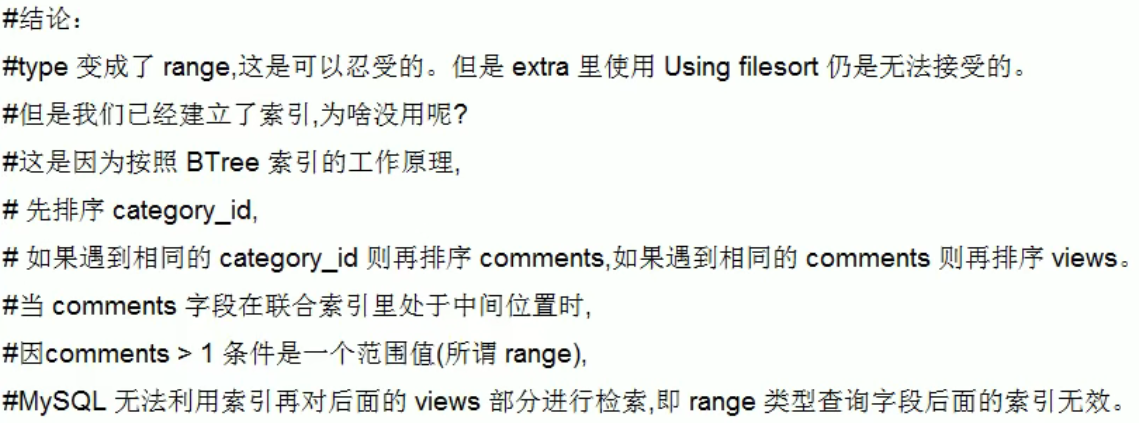 #结论：
#type 变成了 range,这是可以忍受的。但是 extra 里使用 Using filesort 仍是无法接受的。
#但是我们已经建立了索引,为啥没用呢?
#这是因为按照 BTree 索引的工作原理,
# 先排序 category_id,
# 如果遇到相同的 category_id 则再排序 comments,如果遇到相同的 comments 则再排序 views。
#当 comments 字段在联合索引里处于中间位置时,
#因comments > 1 条件是一个范围值(所谓 range),
#MySQL 无法利用索引再对后面的 views 部分进行检索,即 range 类型查询字段后面的索引无效。